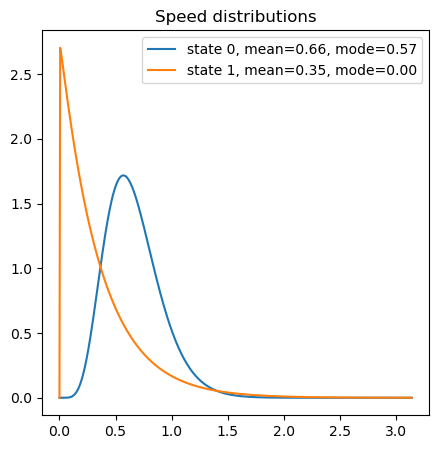 Speed distributions
state 0, mean=0.66, mode=0.57
state 1, mean=0.35, mode=0.00
2.5
2.0
1.5
1.0
0.5
0.0
0.0 0.5 1.0 1.5 2.0 2.5 3.0